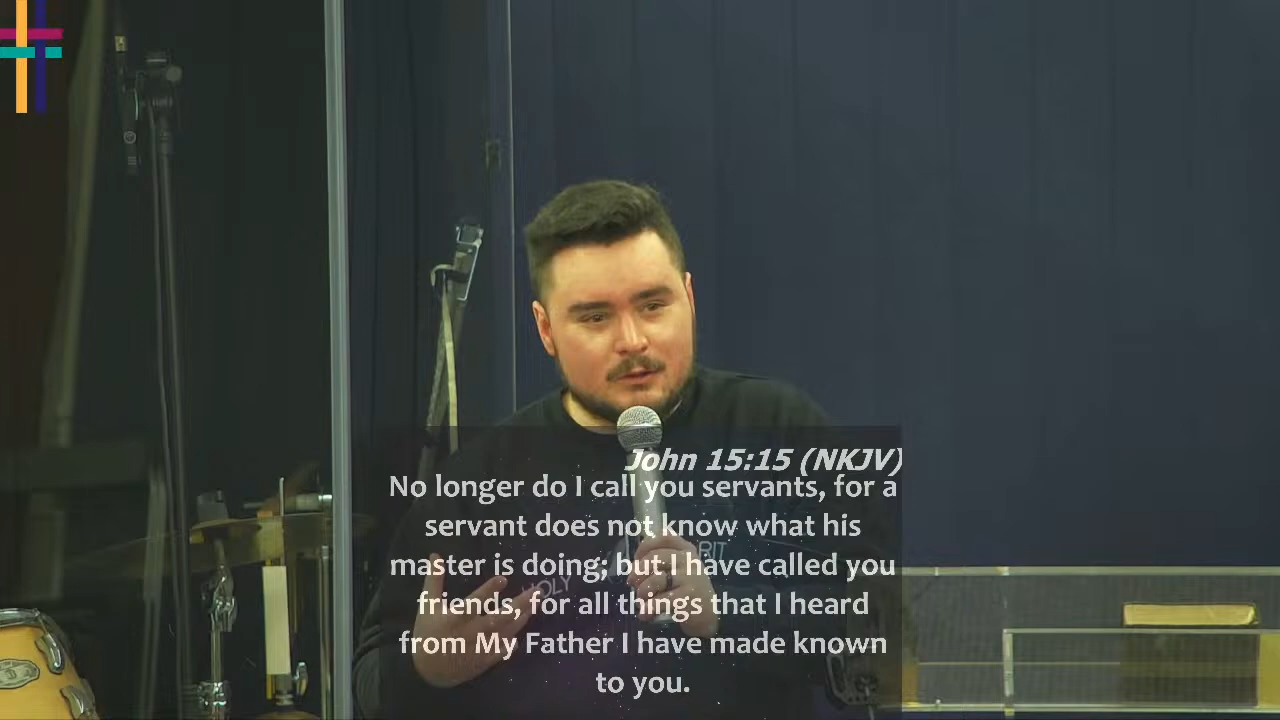 John 15:15 (NKJV)
No longer do I call you servants, for a
servant does not know what his
master is doing; but I have called you
friends, for all things that I heard
from My Father I have made known
to you.
HOLY